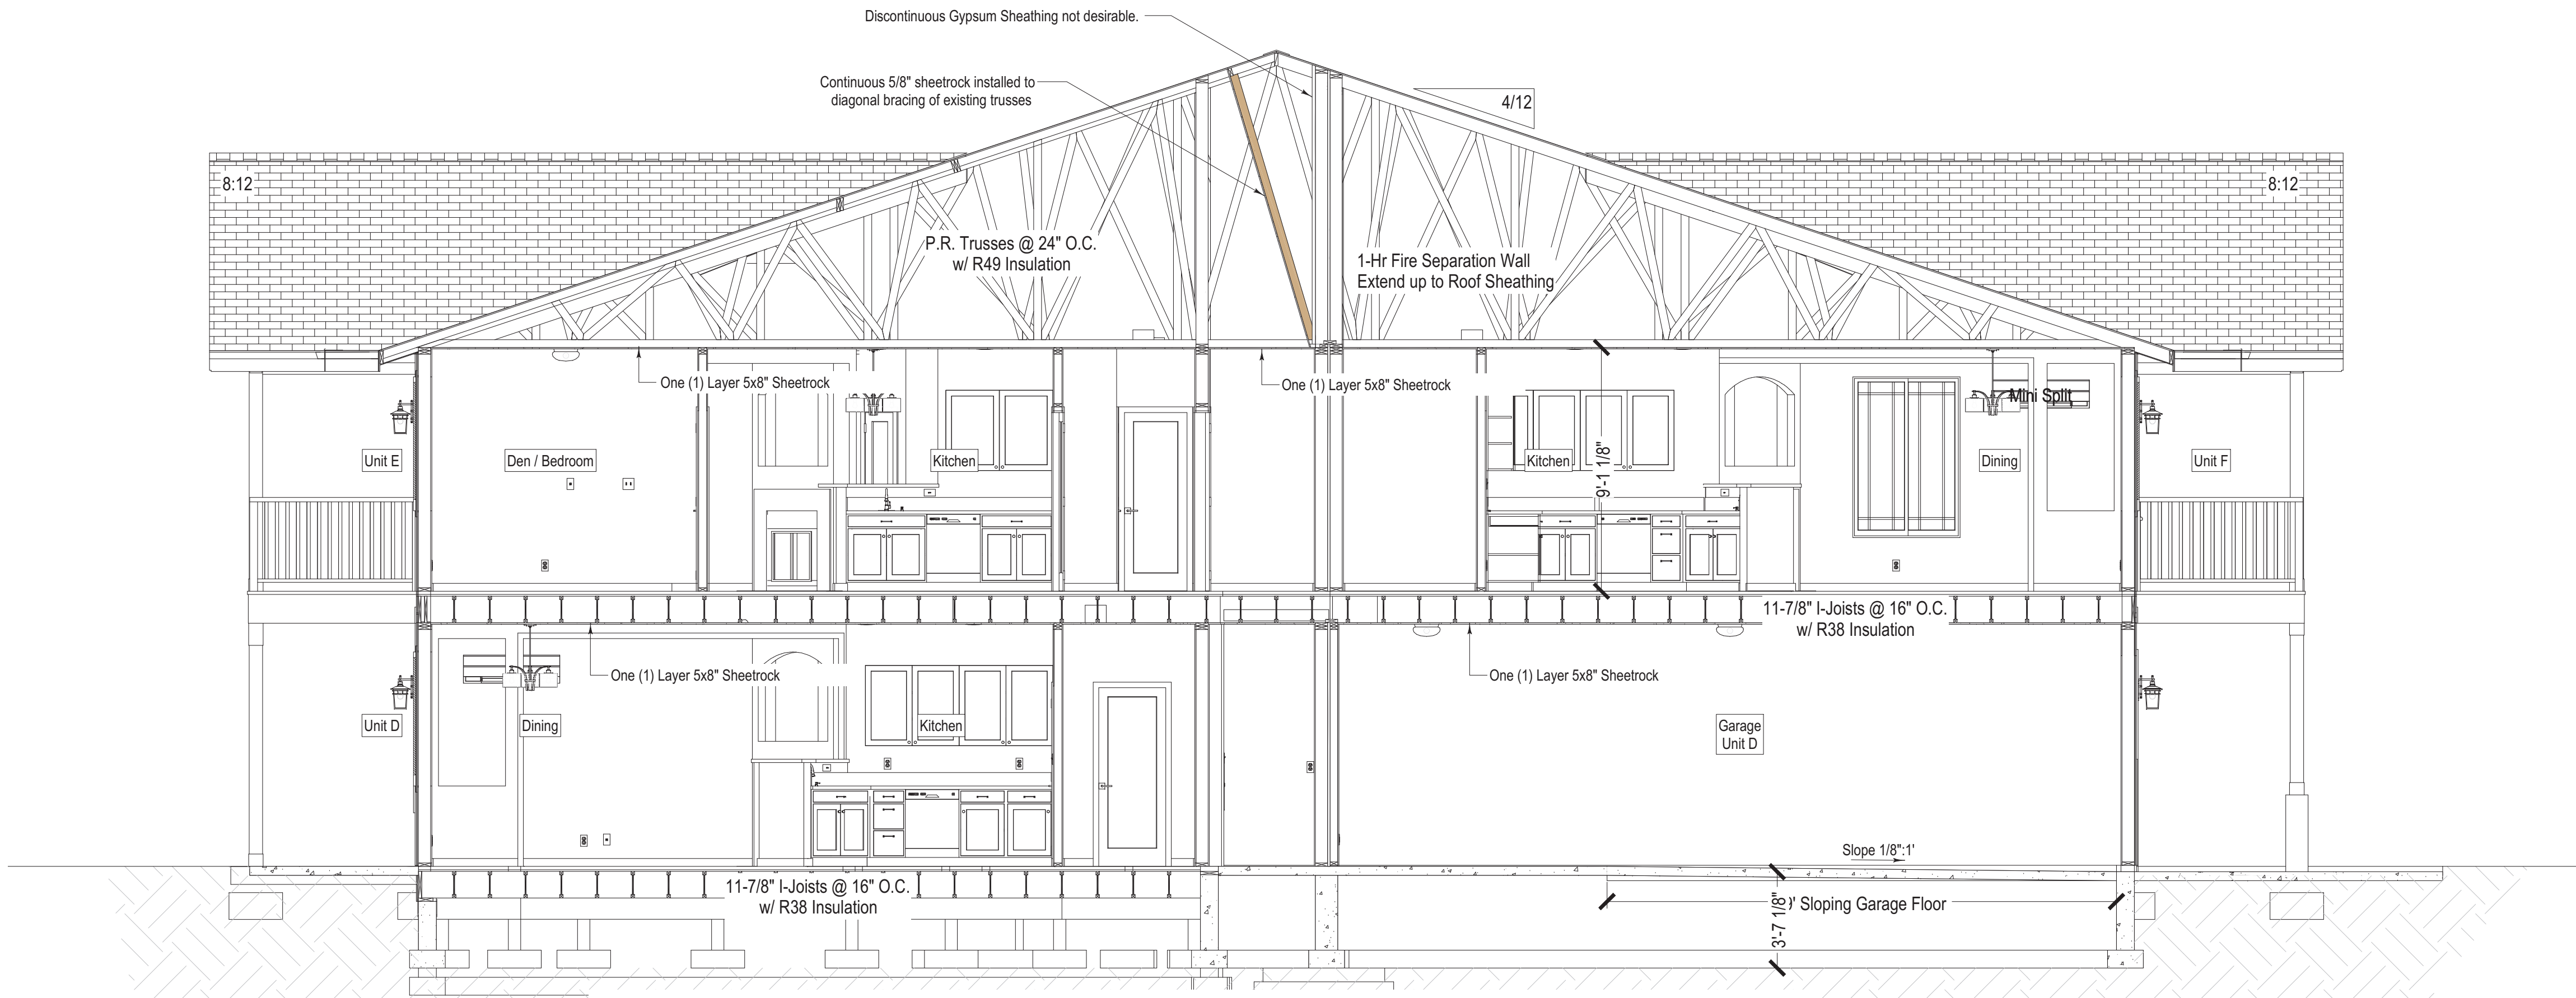 Discontinuous Gypsum Sheathing not desirable.
Continuous 5/8" sheetrock installed to
diagonal bracing of existing trusses
4/12
8:12
8:12
P.R. Trusses @ 24" O.C.
w/ R49 Insulation
1-Hr Fire Separation Wall
Extend up to Roof Sheathing
One (1) Layer 5x8" Sheetrock
One (1) Layer 5x8" Sheetrock
Mini Split
Unit E
Den / Bedroom
Kitchen
Kitchen
9'-1 1/8"
Dining
Unit F
11-7/8" I-Joists @ 16" O.C.
w/ R38 Insulation
One (1) Layer 5x8" Sheetrock
One (1) Layer 5x8" Sheetrock
Unit D
Dining
Kitchen
Garage
Unit D
Slope 1/8":1'
11-7/8" I-Joists @ 16" O.C.
w/ R38 Insulation
Sloping Garage Floor
3'-7 1/8"